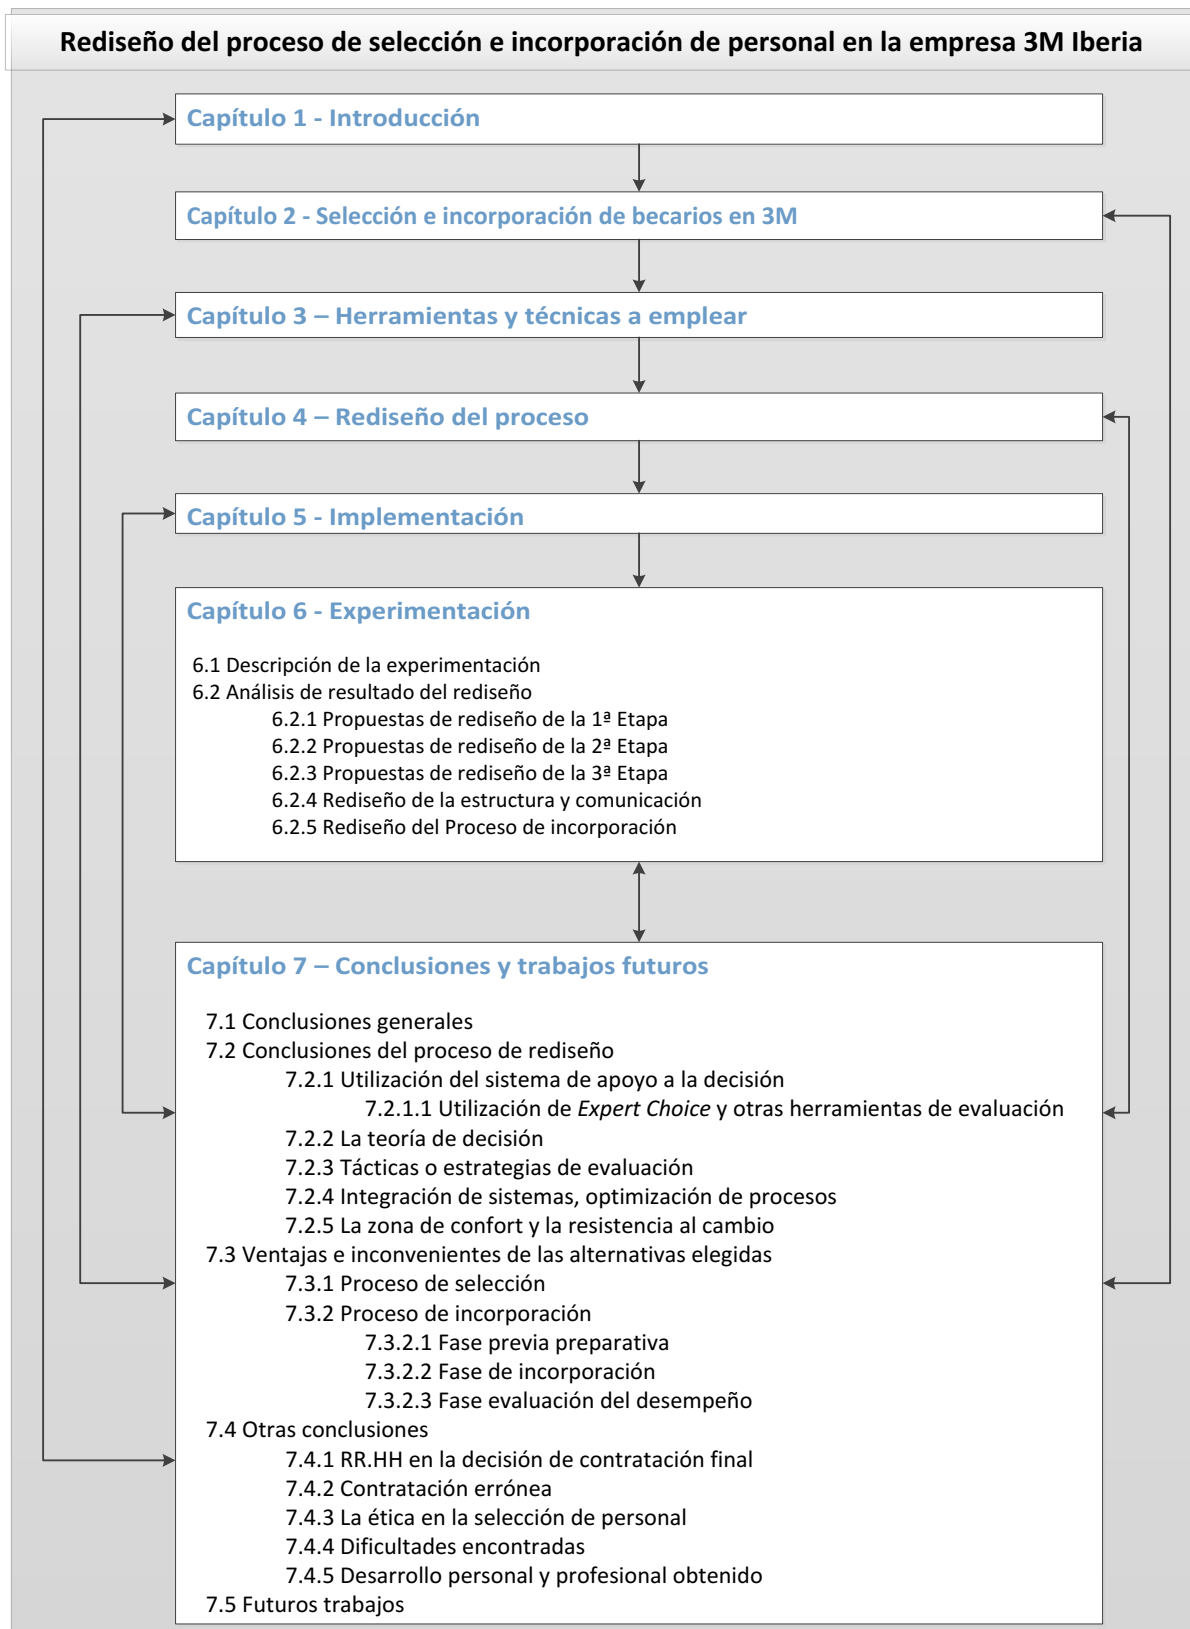 Rediseño del proceso de selección e incorporación de personal en la empresa 3M Iberia
Capítulo 1 - Introducción
Capítulo 2 - Selección e incorporación de becarios en 3M
Capítulo 3 – Herramientas y técnicas a emplear
Capítulo 4 – Rediseño del proceso
Capítulo 5 - Implementación
Capítulo 6 - Experimentación
6.1 Descripción de la experimentación
6.2 Análisis de resultado del rediseño
6.2.1 Propuestas de rediseño de la 1ª Etapa
6.2.2 Propuestas de rediseño de la 2ª Etapa
6.2.3 Propuestas de rediseño de la 3ª Etapa
6.2.4 Rediseño de la estructura y comunicación
6.2.5 Rediseño del Proceso de incorporación
Capítulo 7 – Conclusiones y trabajos futuros
7.1 Conclusiones generales
7.2 Conclusiones del proceso de rediseño
7.2.1 Utilización del sistema de apoyo a la decisión
7.2.1.1 Utilización de Expert Choice y otras herramientas de evaluación
7.2.2 La teoría de decisión
7.2.3 Tácticas o estrategias de evaluación
7.2.4 Integración de sistemas, optimización de procesos
7.2.5 La zona de confort y la resistencia al cambio
7.3 Ventajas e inconvenientes de las alternativas elegidas
7.3.1 Proceso de selección
7.3.2 Proceso de incorporación
7.3.2.1 Fase previa preparativa
7.3.2.2 Fase de incorporación
7.3.2.3 Fase evaluación del desempeño
7.4 Otras conclusiones
7.4.1 RR.HH en la decisión de contratación final
7.4.2 Contratación errónea
7.4.3 La ética en la selección de personal
7.4.4 Dificultades encontradas
7.4.5 Desarrollo personal y profesional obtenido
7.5 Futuros trabajos